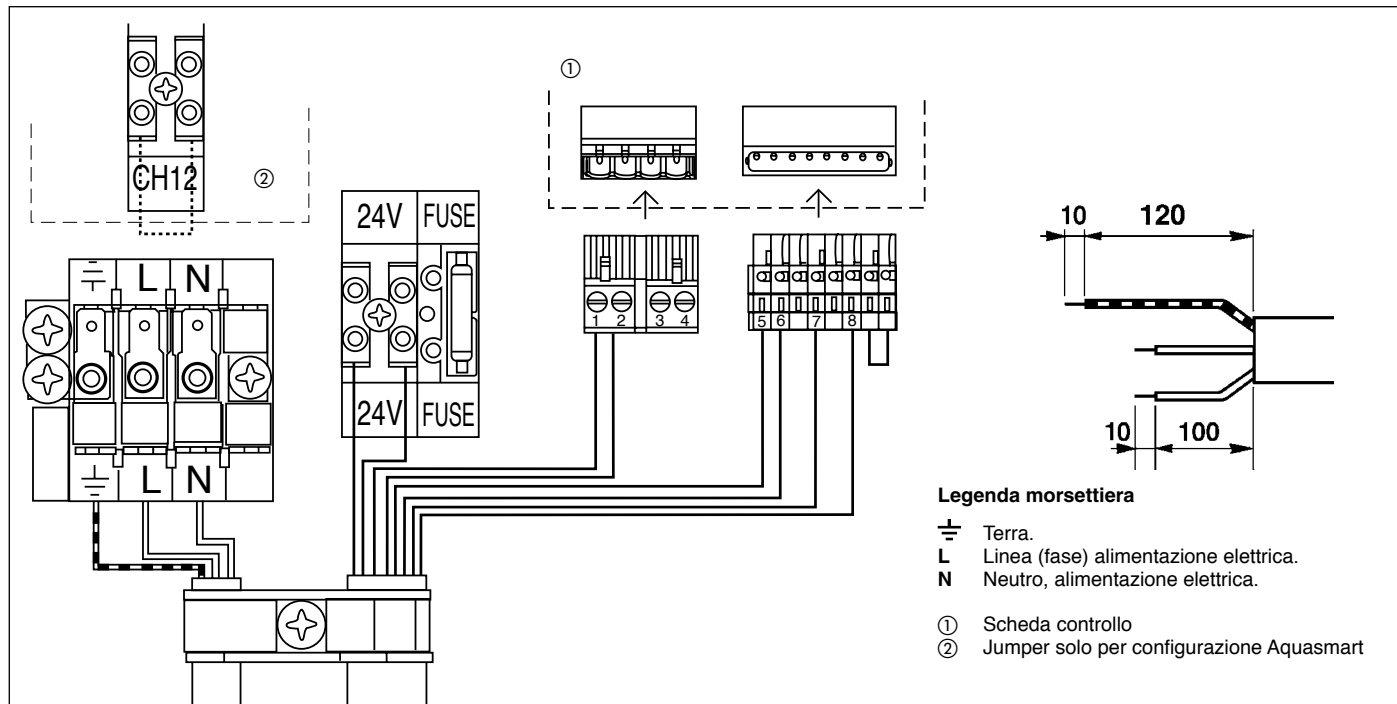 CH12
②
①
24V FUSE
L N
1 2 3 4
5 6 7 8
24V FUSE
L N
10 120
10 100
Legenda morsettiera
Terra.
L Linea (fase) alimentazione elettrica.
N Neutro, alimentazione elettrica.
① Scheda controllo
② Jumper solo per configurazione Aquasmart